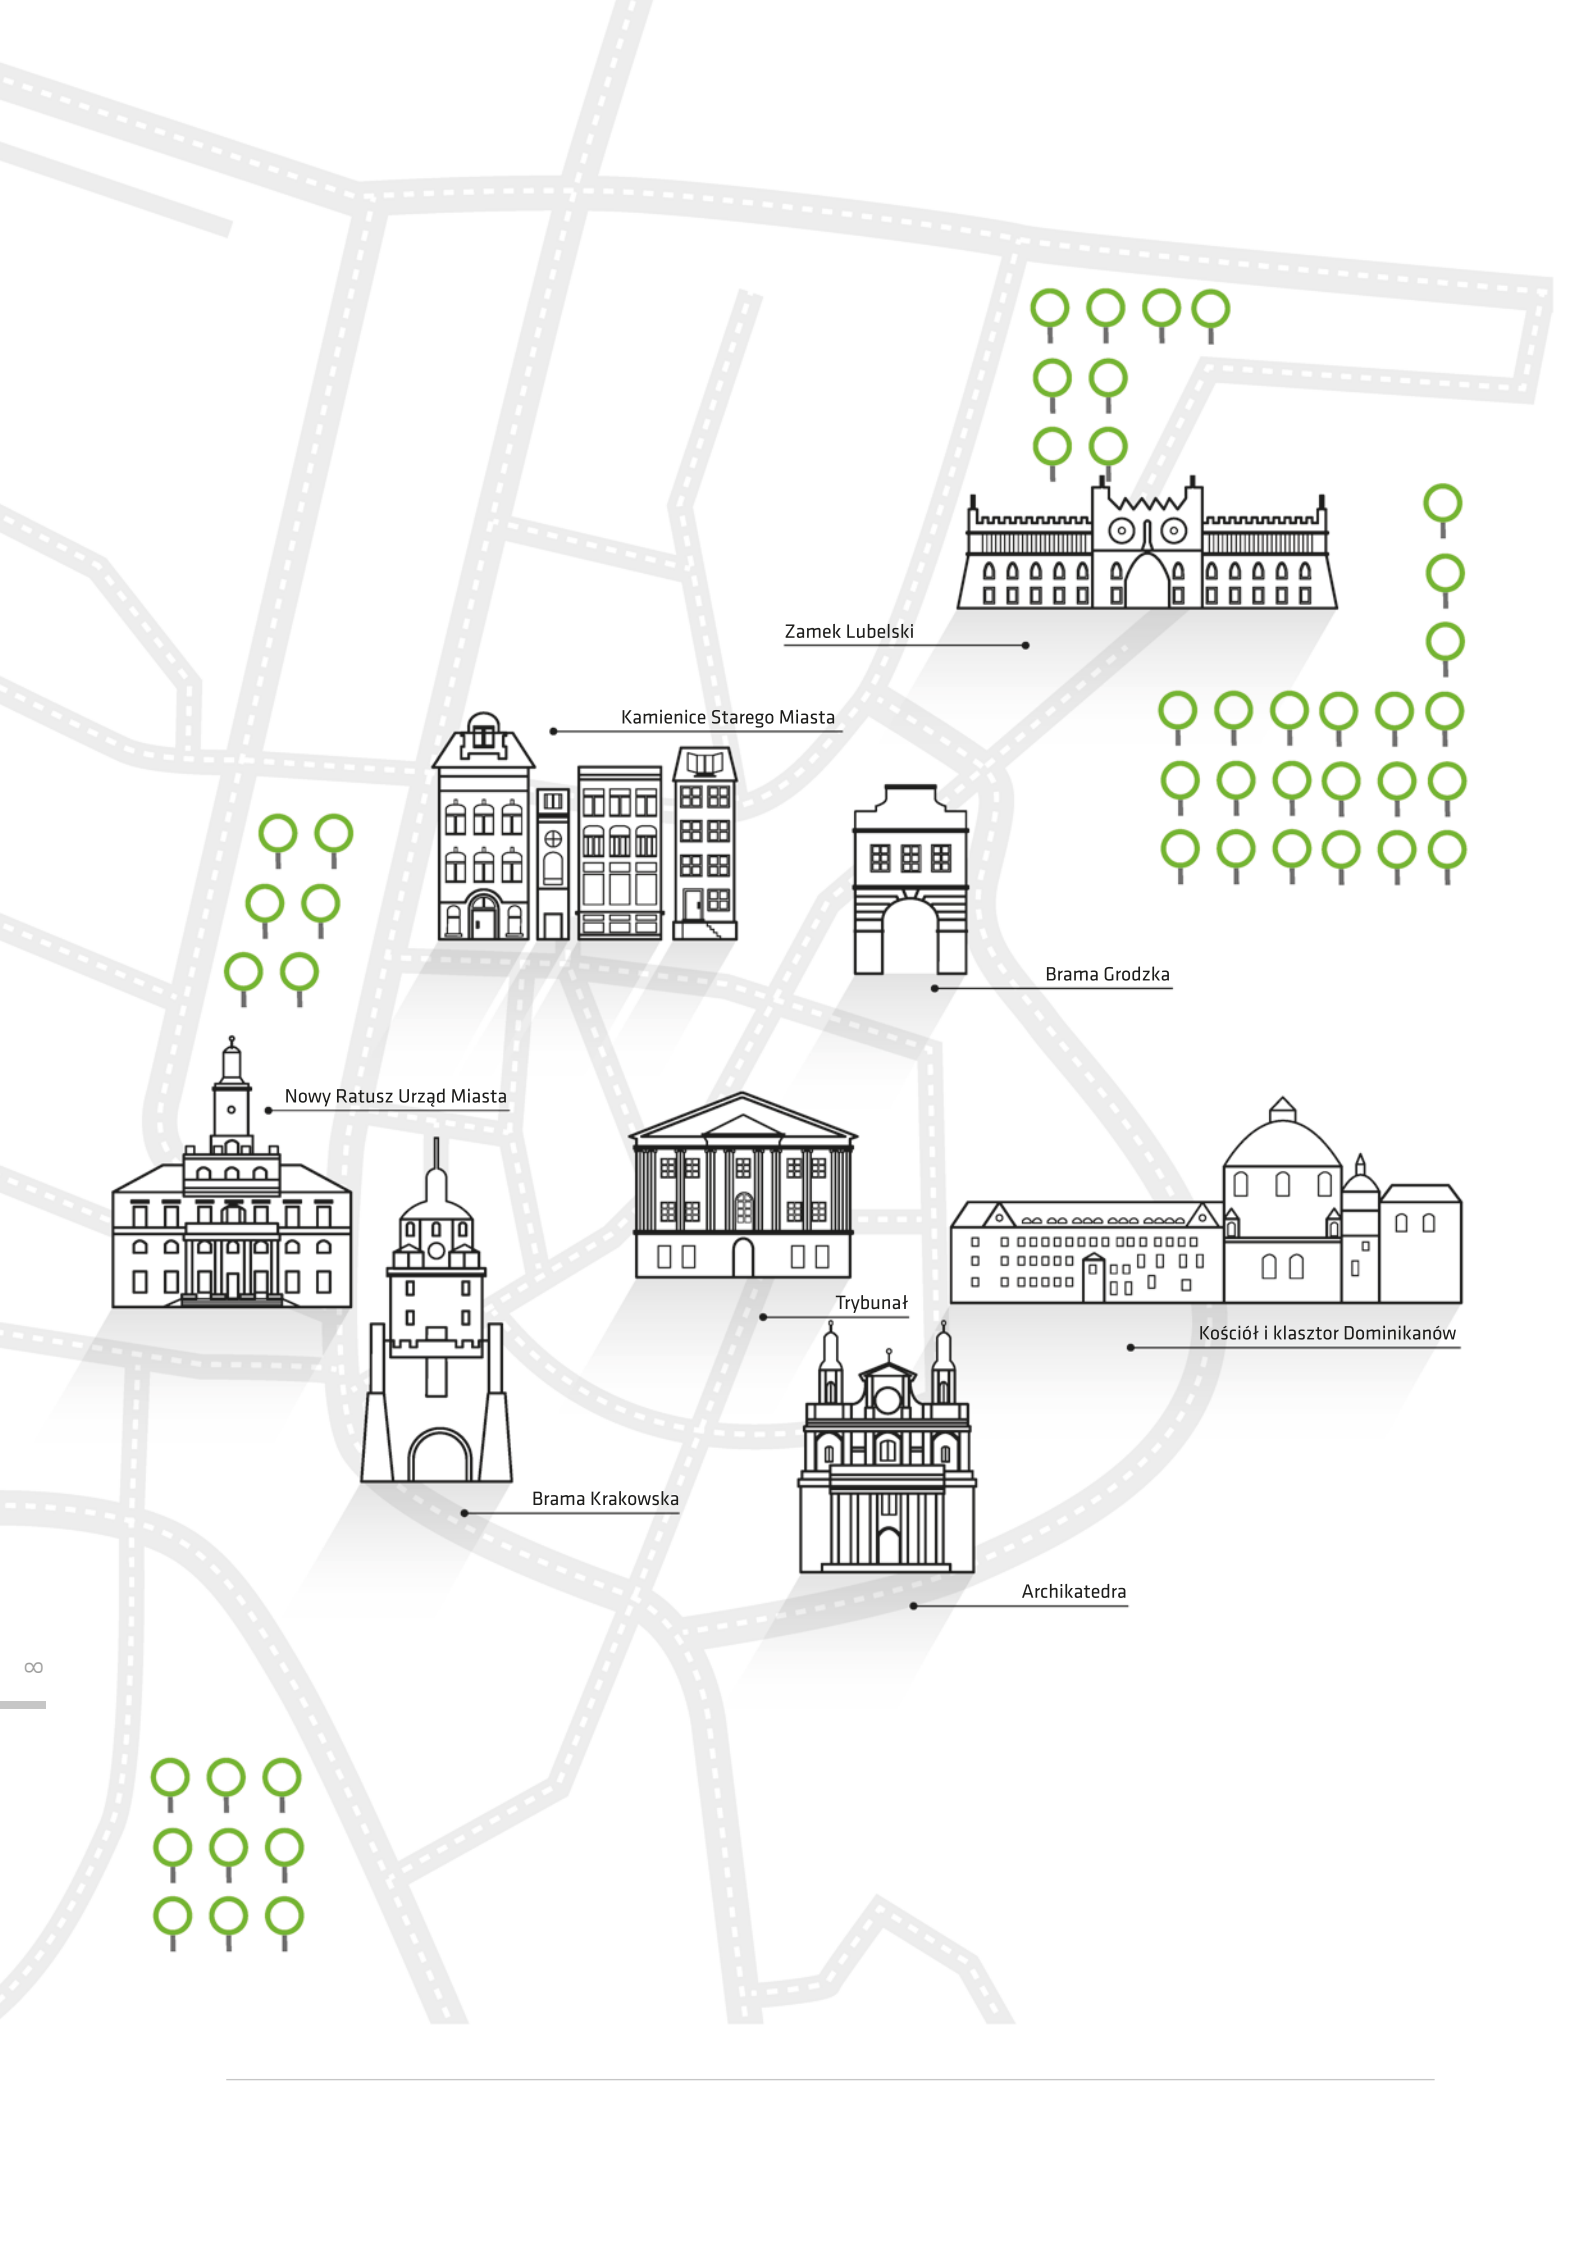 Zamek Lubelski
Kamienice Starego Miasta
Brama Grodzka
Nowy Ratusz Urząd Miasta
Trybunał
Kościół i klasztor Dominikanów
Brama Krakowska
Archikatedra
8